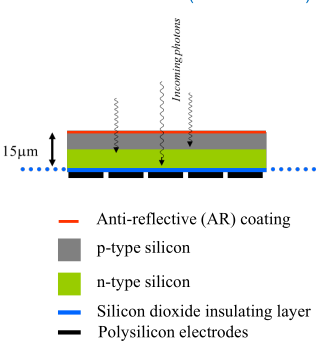 Incoming photons
15μm
Anti-reflective (AR) coating
p-type silicon
n-type silicon
Silicon dioxide insulating layer
Polysilicon electrodes